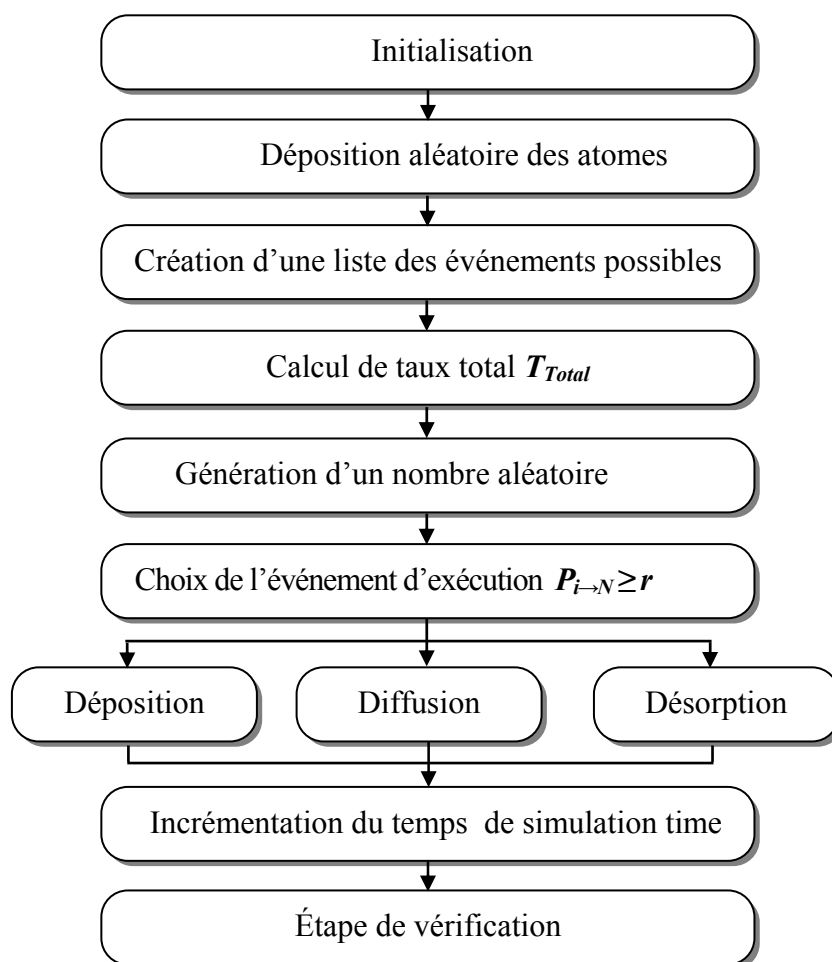 Initialisation
Déposition aléatoire des atomes
Création d’une liste des événements possibles
Calcul de taux total T_Total
Génération d’un nombre aléatoire
Choix de l’événement d’exécution P_i→N ≥ r
Déposition
Diffusion
Désorption
Incrémentation du temps de simulation time
Étape de vérification